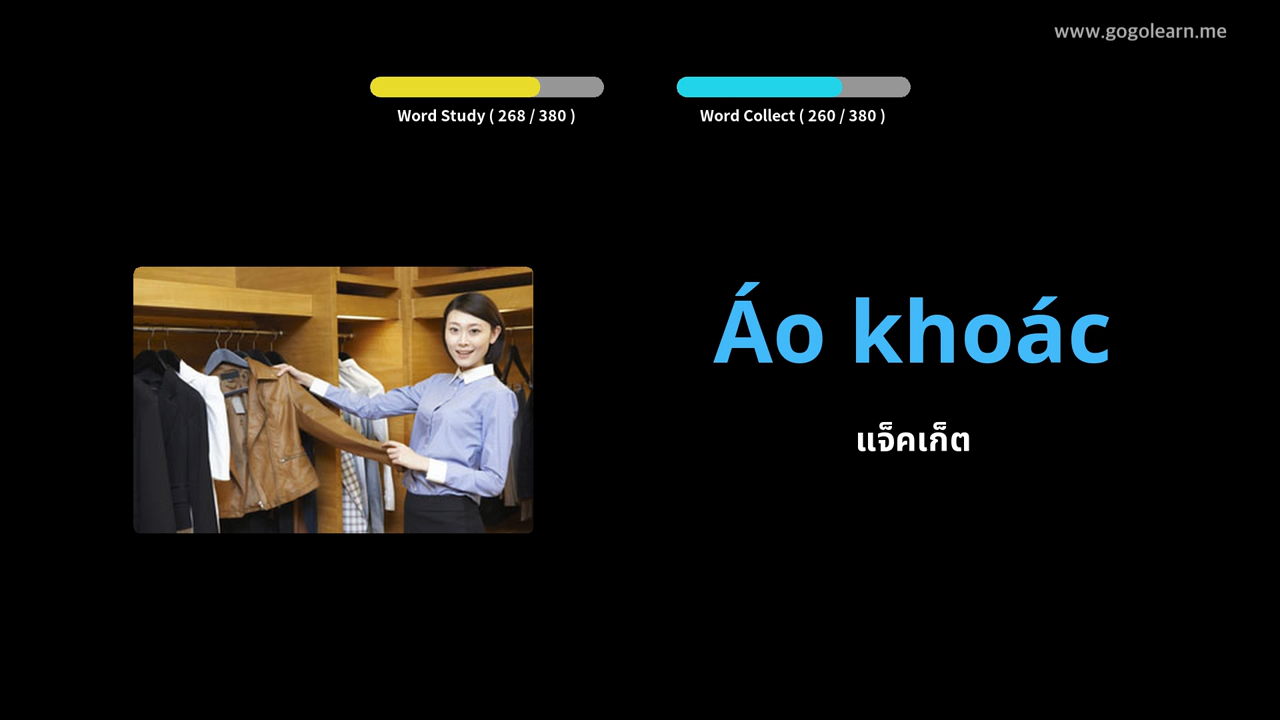 www.gogolearn.me
Word Study ( 268 / 380 )
Word Collect ( 260 / 380 )
Áo khoác
แจ็คเก็ต